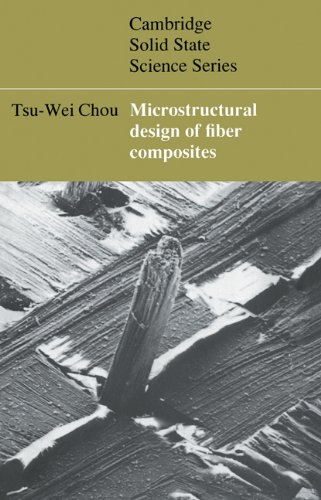 Cambridge
Solid State
Science Series
Tsu-Wei Chou
Microstructural
design of fiber
composites